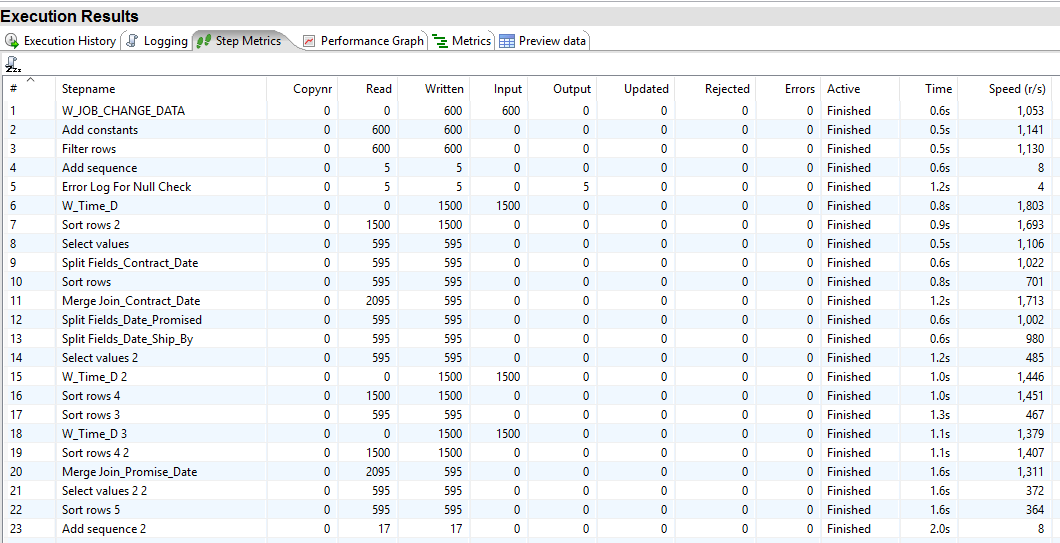 Execution Results
Execution History Logging Step Metrics Performance Graph Metrics Preview data
# Stepname Copynr Read Written Input Output Updated Rejected Errors Active Time Speed (r/s)
1 W_JOB_CHANGE_DATA 0 0 600 600 0 0 0 0 Finished 0.6s 1,053
2 Add constants 0 600 600 0 0 0 0 0 Finished 0.5s 1,141
3 Filter rows 0 600 600 0 0 0 0 0 Finished 0.5s 1,130
4 Add sequence 0 5 5 0 0 0 0 0 Finished 0.6s 8
5 Error Log For Null Check 0 5 5 0 5 0 0 0 Finished 1.2s 4
6 W_Time_D 0 0 1500 1500 0 0 0 0 Finished 0.8s 1,803
7 Sort rows 2 0 1500 1500 0 0 0 0 0 Finished 0.9s 1,693
8 Select values 0 595 595 0 0 0 0 0 Finished 0.5s 1,106
9 Split Fields_Contract_Date 0 595 595 0 0 0 0 0 Finished 0.6s 1,022
10 Sort rows 0 595 595 0 0 0 0 0 Finished 0.8s 701
11 Merge Join_Contract_Date 0 2095 595 0 0 0 0 0 Finished 1.2s 1,713
12 Split Fields_Date_Promised 0 595 595 0 0 0 0 0 Finished 0.6s 1,002
13 Split Fields_Date_Ship_By 0 595 595 0 0 0 0 0 Finished 0.6s 980
14 Select values 2 0 595 595 0 0 0 0 0 Finished 1.2s 485
15 W_Time_D 2 0 0 1500 1500 0 0 0 0 Finished 1.0s 1,446
16 Sort rows 4 0 1500 1500 0 0 0 0 0 Finished 1.0s 1,451
17 Sort rows 3 0 595 595 0 0 0 0 0 Finished 1.3s 467
18 W_Time_D 3 0 0 1500 1500 0 0 0 0 Finished 1.1s 1,379
19 Sort rows 4 2 0 1500 1500 0 0 0 0 0 Finished 1.1s 1,407
20 Merge Join_Promise_Date 0 2095 595 0 0 0 0 0 Finished 1.6s 1,311
21 Select values 2 2 0 595 595 0 0 0 0 0 Finished 1.6s 372
22 Sort rows 5 0 595 595 0 0 0 0 0 Finished 1.6s 364
23 Add sequence 2 0 17 17 0 0 0 0 0 Finished 2.0s 8